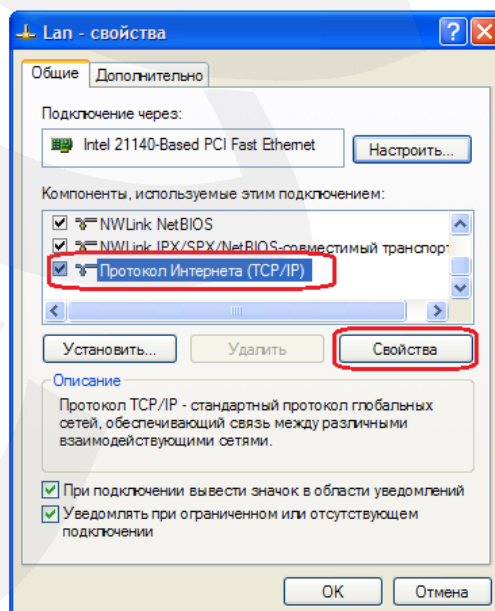 Lan - свойства
Общие
Дополнительно
Подключение через:
Intel 21140-Based PCI Fast Ethernet
Настроить...
Компоненты, используемые этим подключением:
NWLink NetBIOS
NWLink IPX/SPX/NetBIOS-совместимый транспорт
Протокол Интернета (TCP/IP)
Установить...
Удалить
Свойства
Описание
Протокол TCP/IP - стандартный протокол глобальных
сетей, обеспечивающий связь между различными
взаимодействующими сетями.
При подключении вывести значок в области уведомлений
Уведомлять при ограниченном или отсутствующем
подключении
OK
Отмена